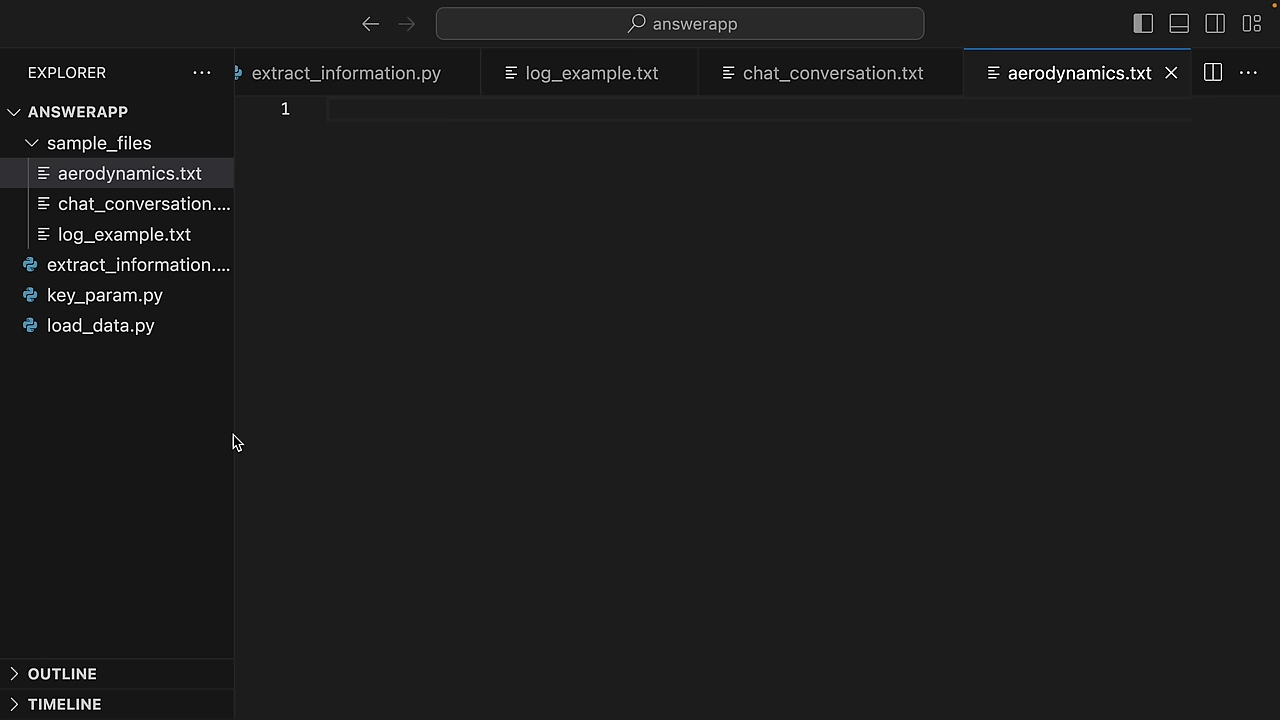 answerapp
EXPLORER
extract_information.py
log_example.txt
chat_conversation.txt
aerodynamics.txt
ANSWERAPP
1
sample_files
aerodynamics.txt
chat_conversation....
log_example.txt
extract_information....
key_param.py
load_data.py
OUTLINE
TIMELINE